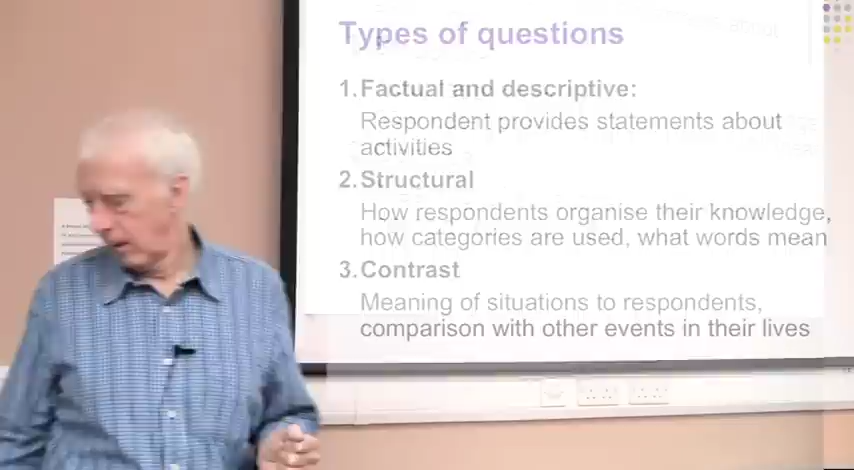 Types of questions
1. Factual and descriptive:
Respondent provides statements about
activities
2. Structural
How respondents organise their knowledge,
how categories are used, what words mean
3. Contrast
Meaning of situations to respondents,
comparison with other events in their lives